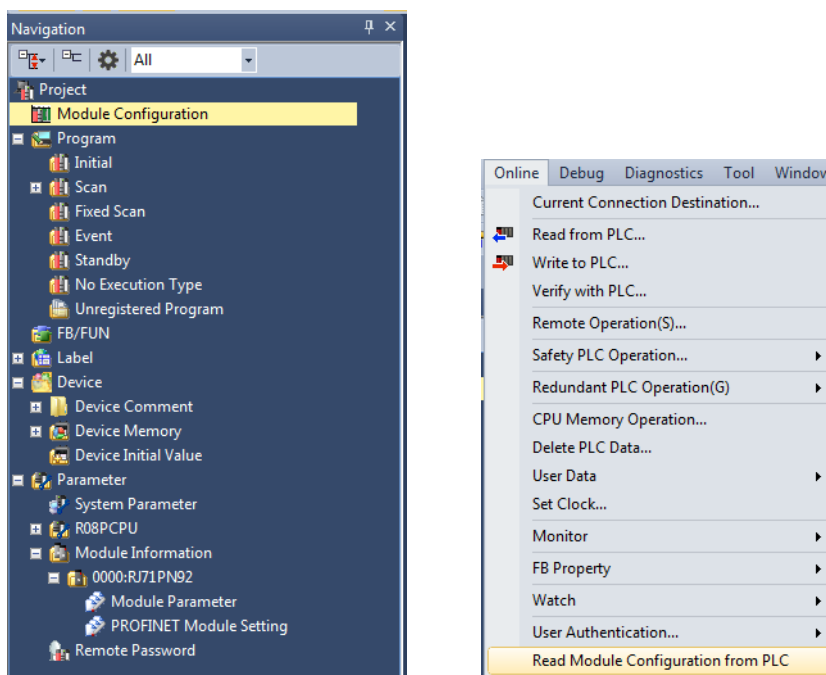 Navigation
All
Project
Module Configuration
Program
Initial
Scan
Fixed Scan
Event
Standby
No Execution Type
Unregistered Program
FB/FUN
Label
Device
Device Comment
Device Memory
Device Initial Value
Parameter
System Parameter
R08PCPU
Module Information
0000:RJ71PN92
Module Parameter
PROFINET Module Setting
Remote Password
Online Debug Diagnostics Tool Window
Current Connection Destination...
Read from PLC...
Write to PLC...
Verify with PLC...
Remote Operation(S)...
Safety PLC Operation...
Redundant PLC Operation(G)
CPU Memory Operation...
Delete PLC Data...
User Data
Set Clock...
Monitor
FB Property
Watch
User Authentication...
Read Module Configuration from PLC